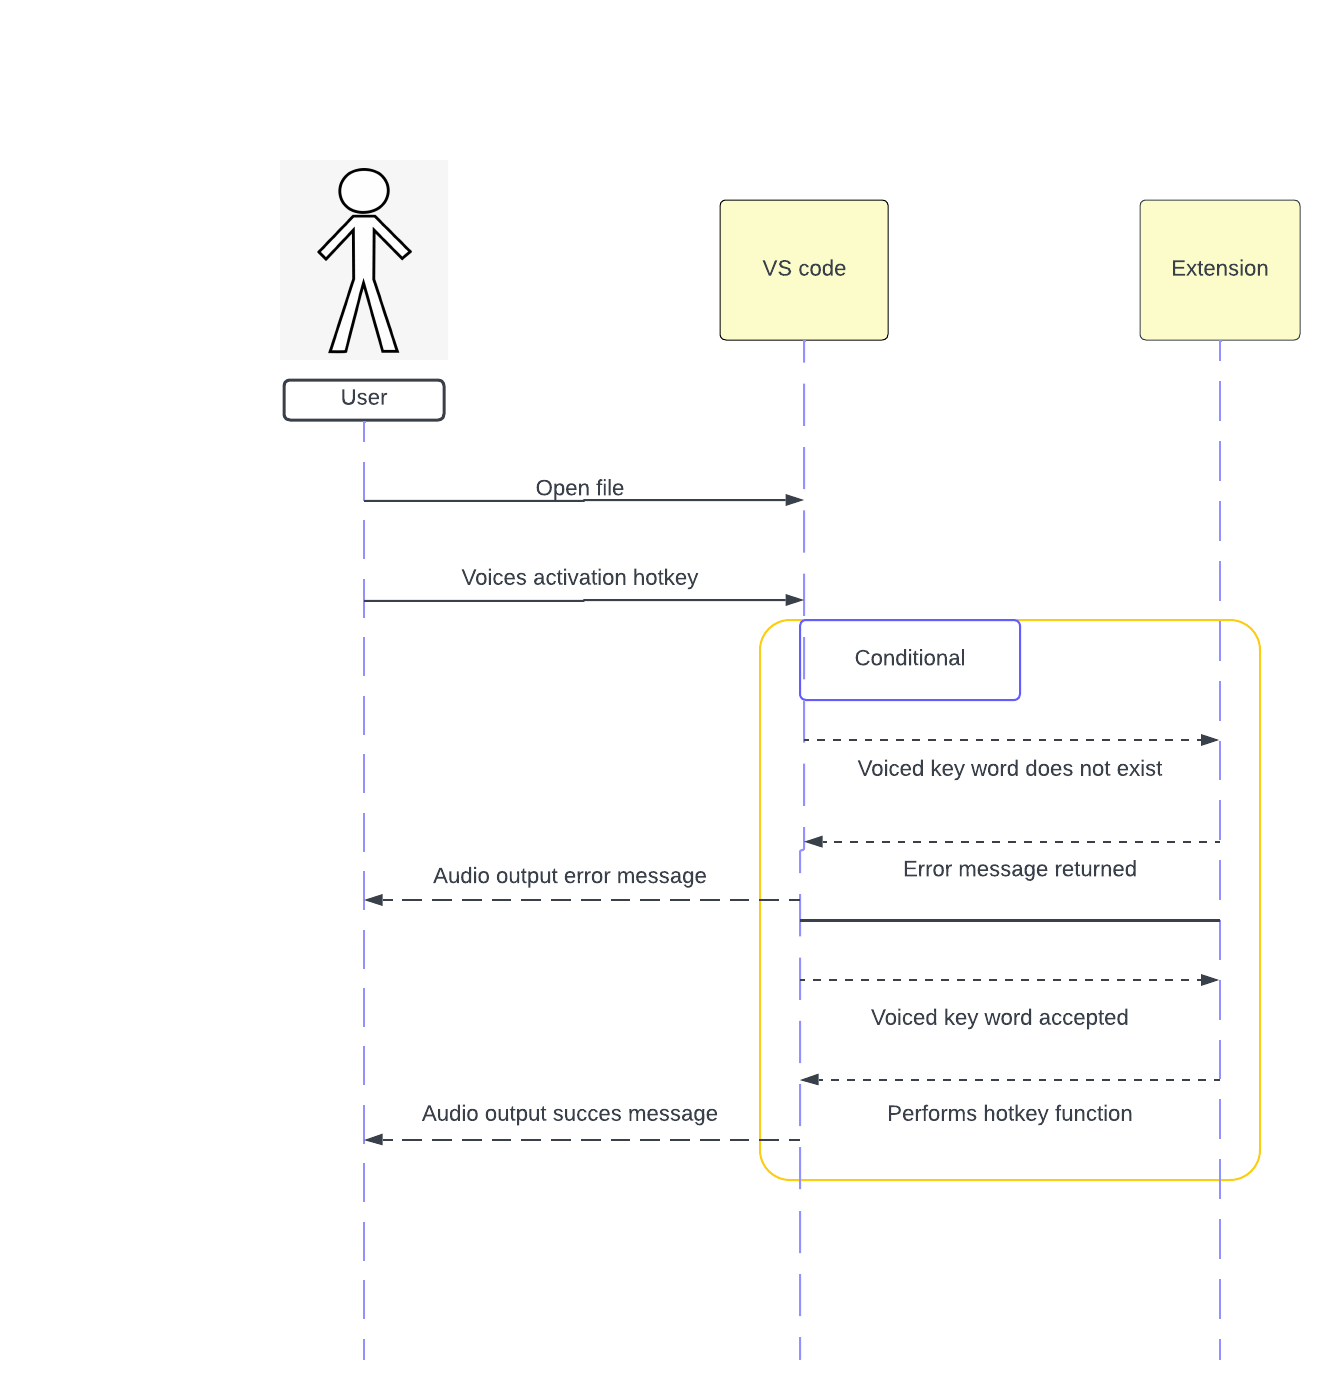 VS code
Extension
User
Open file
Voices activation hotkey
Conditional
Voiced key word does not exist
Error message returned
Audio output error message
Voiced key word accepted
Performs hotkey function
Audio output succes message